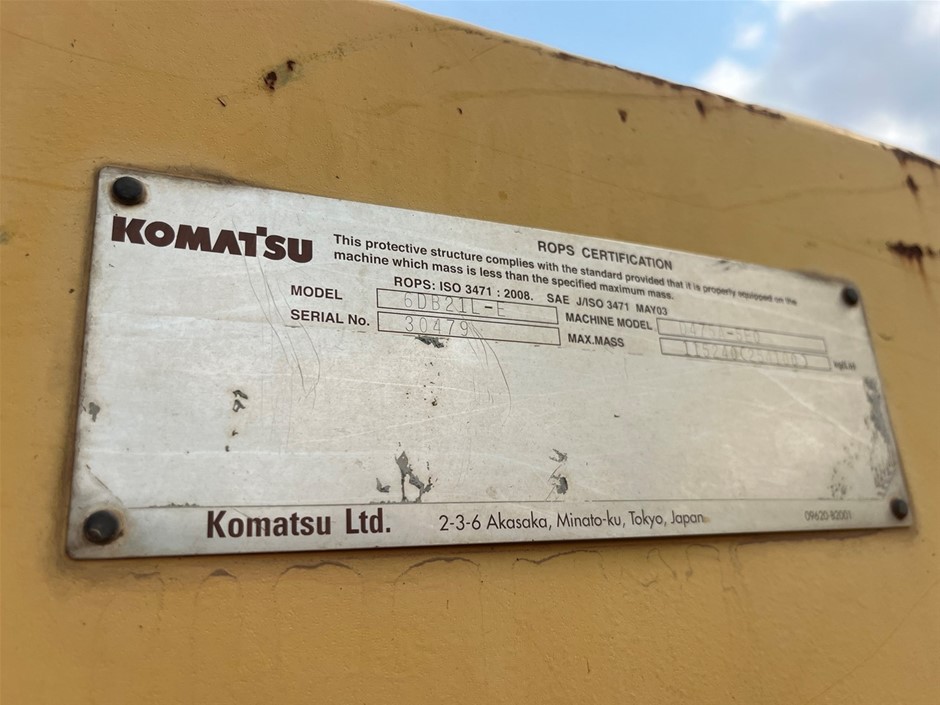 KOMATSU
ROPS CERTIFICATION
This protective structure complies with the standard provided that it is properly equipped on the
machine which mass is less than the specified maximum mass.
ROPS: ISO 3471 : 2008. SAE J/ISO 3471 MAY03
MODEL 6DB21L-E MACHINE MODEL
SERIAL No. 30479 MAX.MASS
Komatsu Ltd. 2-3-6 Akasaka, Minato-ku, Tokyo, Japan
09620-B2001